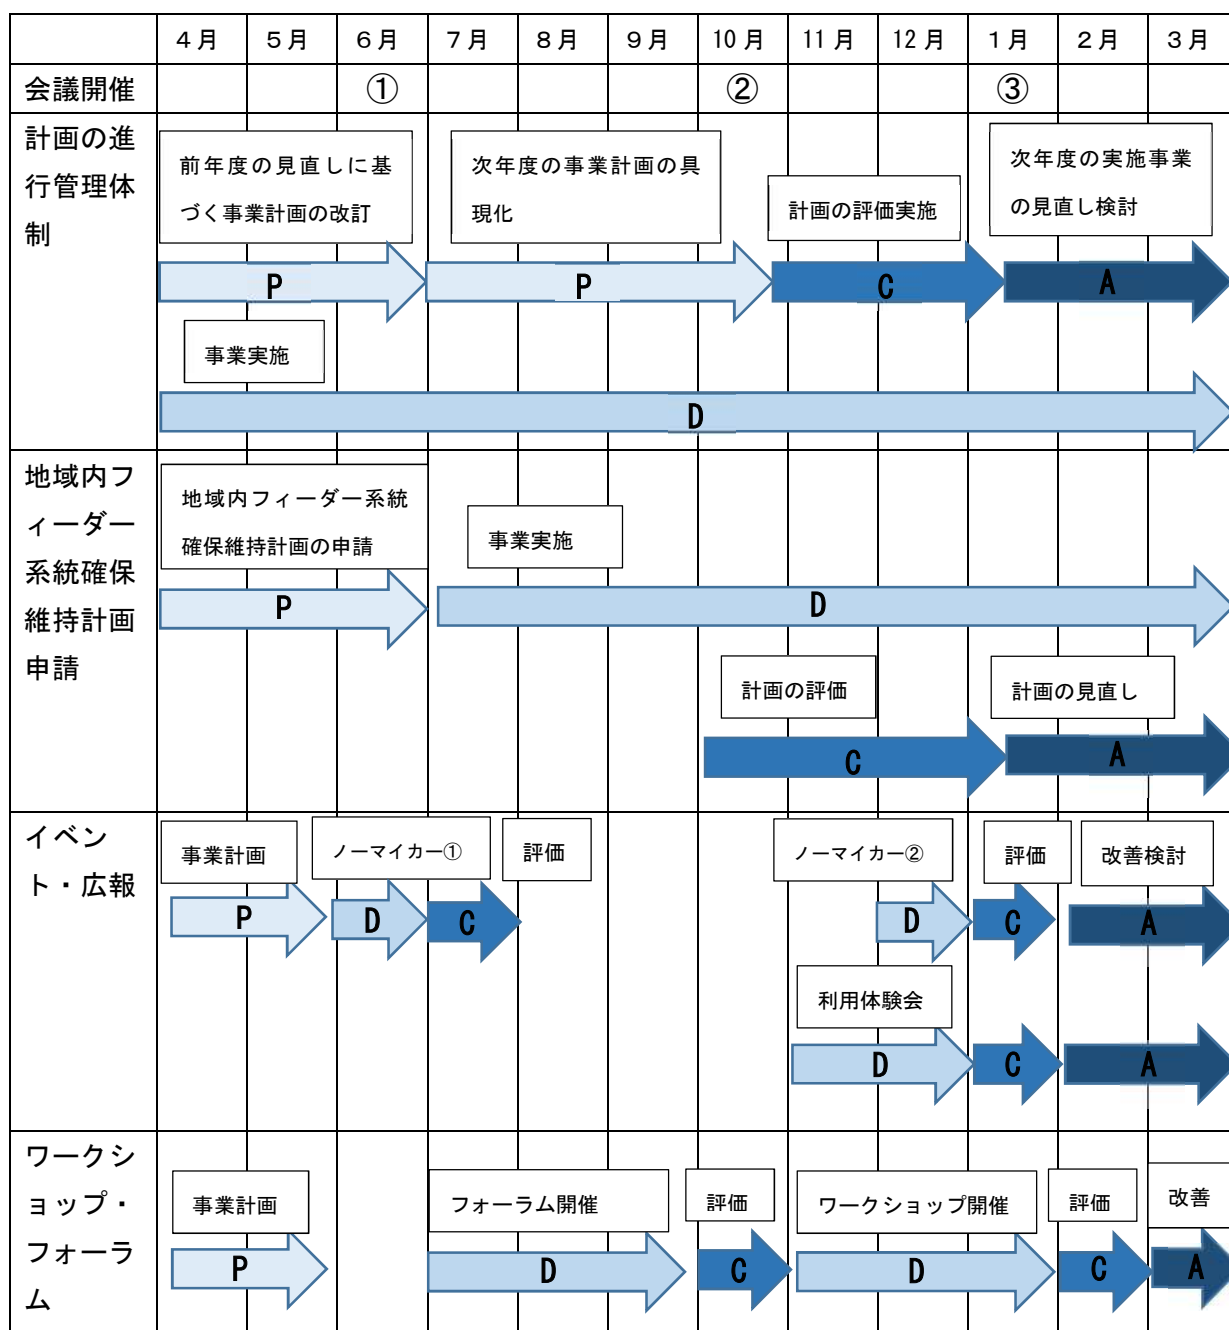 ４月 ５月 ６月 ７月 ８月 ９月 10月 11月 12月 １月 ２月 ３月
会議開催 ① ② ③
計画の進
行管理体
制
前年度の見直しに基
づく事業計画の改訂
次年度の事業計画の具
現化
計画の評価実施
次年度の実施事業
の見直し検討
P P C A
事業実施
D
地域内フ
ィーダー
系統確保
維持計画
申請
地域内フィーダー系統
確保維持計画の申請
事業実施
P D
計画の評価 計画の見直し
C A
イベン
ト・広報
事業計画 ノーマイカー① 評価 ノーマイカー② 評価 改善検討
P D C D C A
利用体験会
D C A
ワークシ
ョップ・
フォーラ
ム
事業計画 フォーラム開催 評価 ワークショップ開催 評価 改善
P D C D C A